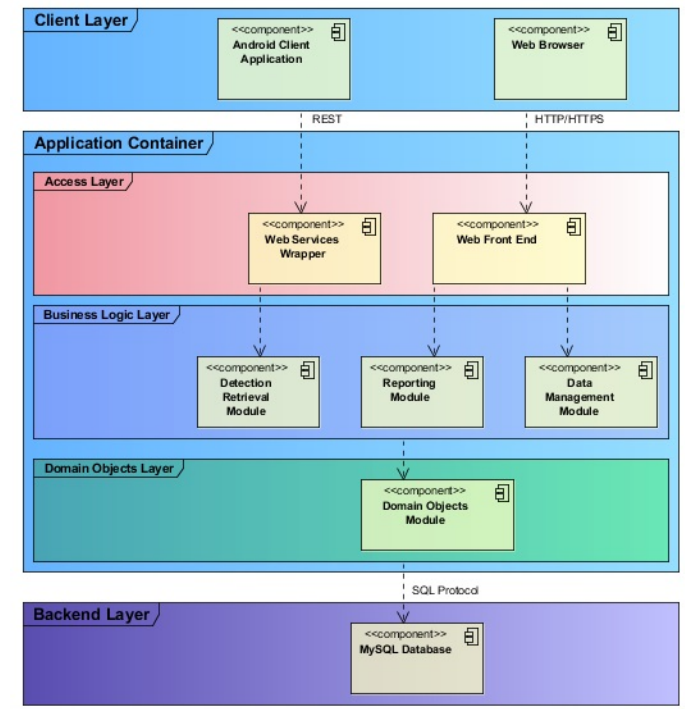 Client Layer
<<component>>
Android Client
Application
<<component>>
Web Browser
REST
HTTP/HTTPS
Application Container
Access Layer
<<component>>
Web Services
Wrapper
<<component>>
Web Front End
Business Logic Layer
<<component>>
Detection
Retrieval
Module
<<component>>
Reporting
Module
<<component>>
Data
Management
Module
Domain Objects Layer
<<component>>
Domain Objects
Module
SQL Protocol
Backend Layer
<<component>>
MySQL Database